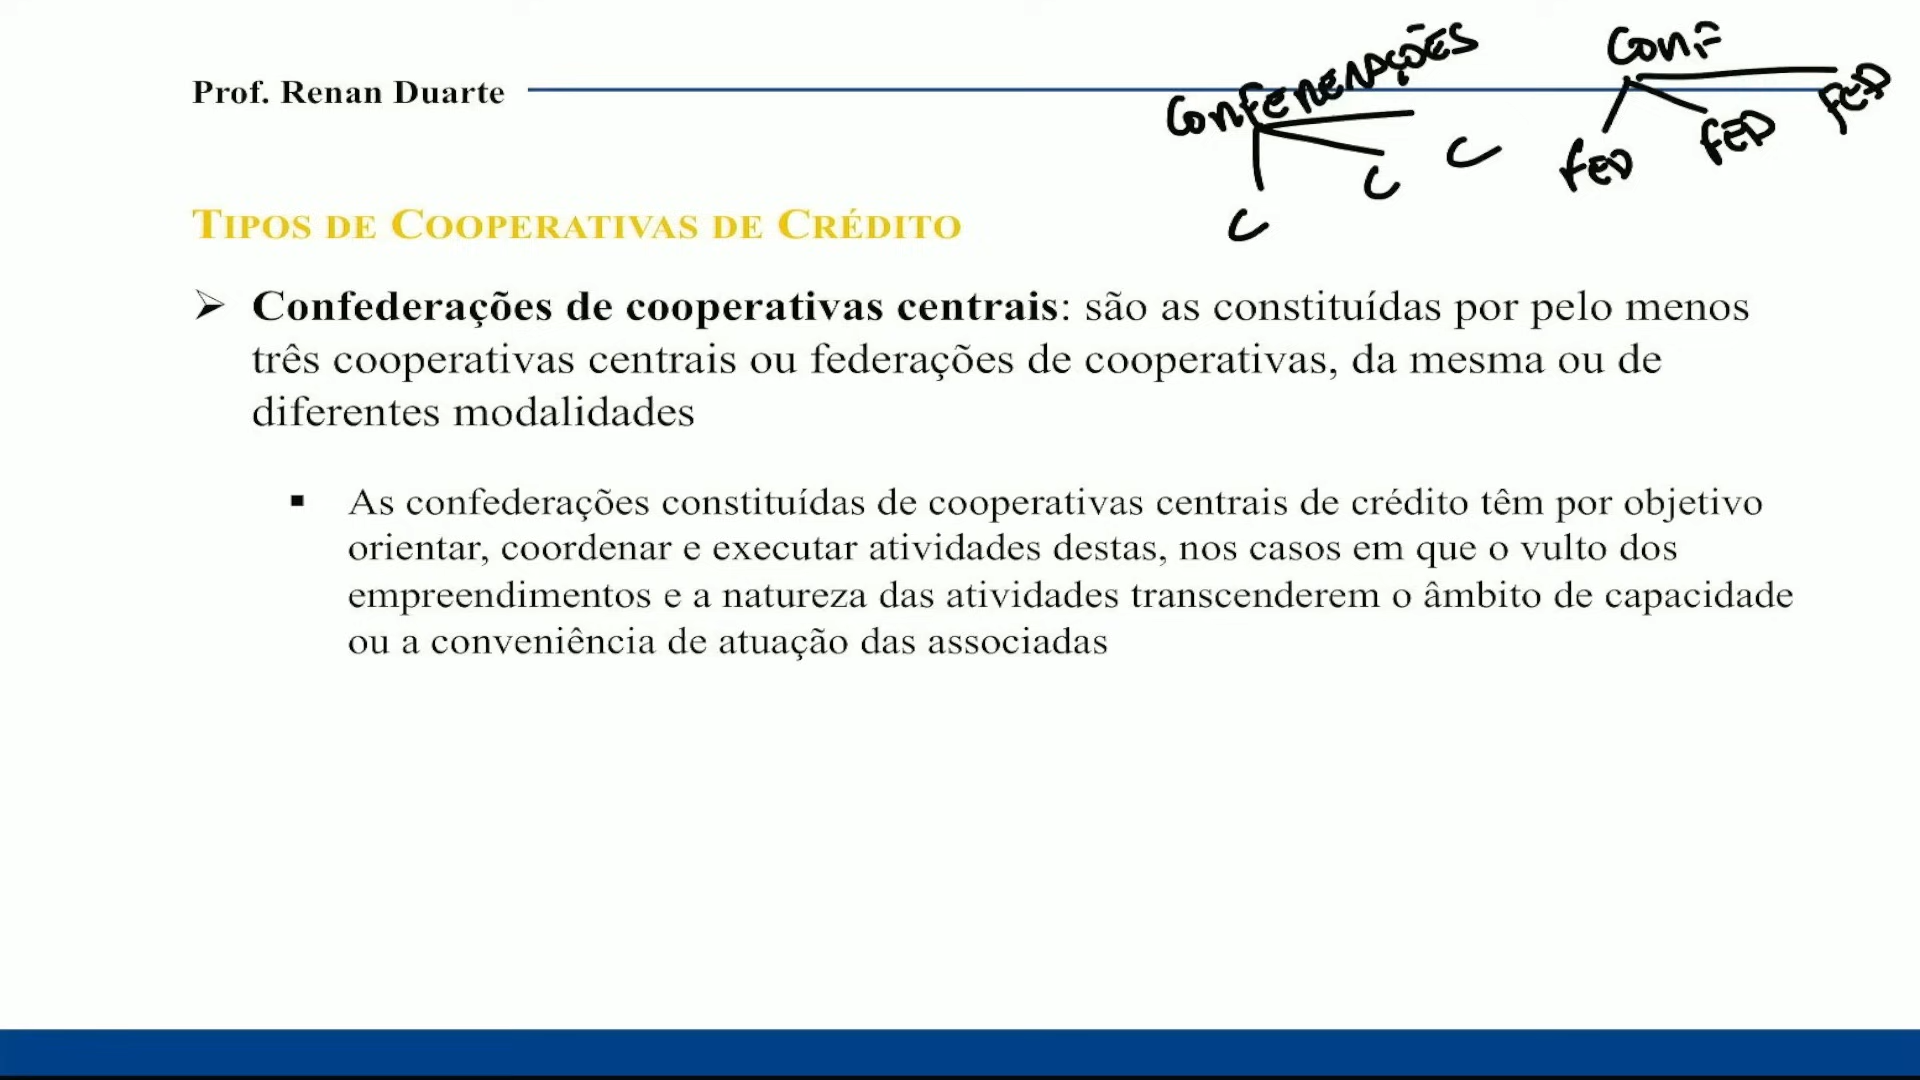 Prof. Renan Duarte
CONFEDERAÇÕES
C
C
C
CONF
FED
FED
FED
TIPOS DE COOPERATIVAS DE CRÉDITO
➢ Confederações de cooperativas centrais: são as constituídas por pelo menos
três cooperativas centrais ou federações de cooperativas, da mesma ou de
diferentes modalidades
▪ As confederações constituídas de cooperativas centrais de crédito têm por objetivo
orientar, coordenar e executar atividades destas, nos casos em que o vulto dos
empreendimentos e a natureza das atividades transcenderem o âmbito de capacidade
ou a conveniência de atuação das associadas